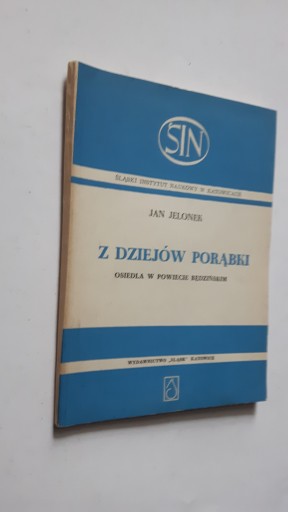 ŚIN
ŚLĄSKI INSTYTUT NAUKOWY W KATOWICACH
JAN JELONEK
Z DZIEJÓW PORĄBKI
OSIEDLA W POWIECIE BĘDZIŃSKIM
WYDAWNICTWO „ŚLĄSK" KATOWICE